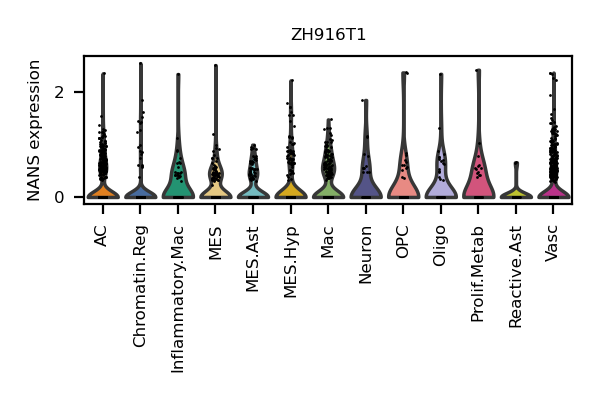 ZH916T1
NANS expression
2
0
AC
Chromatin.Reg
Inflammatory.Mac
MES
MES.Ast
MES.Hyp
Mac
Neuron
OPC
Oligo
Prolif.Metab
Reactive.Ast
Vasc